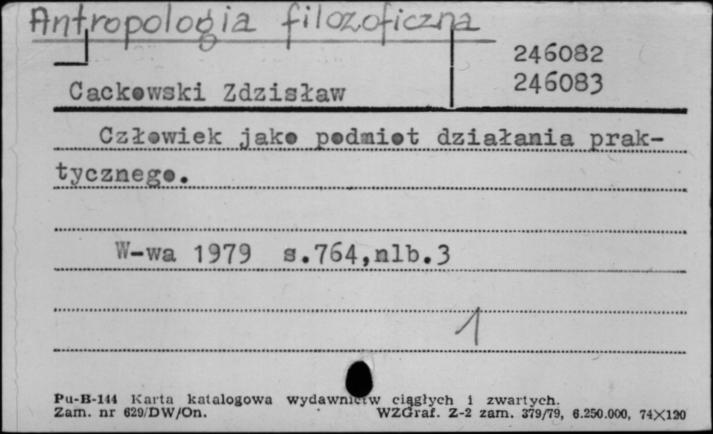 Antropologia filozoficzna
246082
Cackowski Zdzisław 246083
Człowiek jako podmiot działania prak-
tycznego.
W-wa 1979 s.764,nlb.3
1
Pu-B-144 Karta katalogowa wydawnictw ciągłych i zwartych.
Zam. nr 629/DW/On. WZGraf. Z-2 zam. 379/79, 6.250.000, 74X120